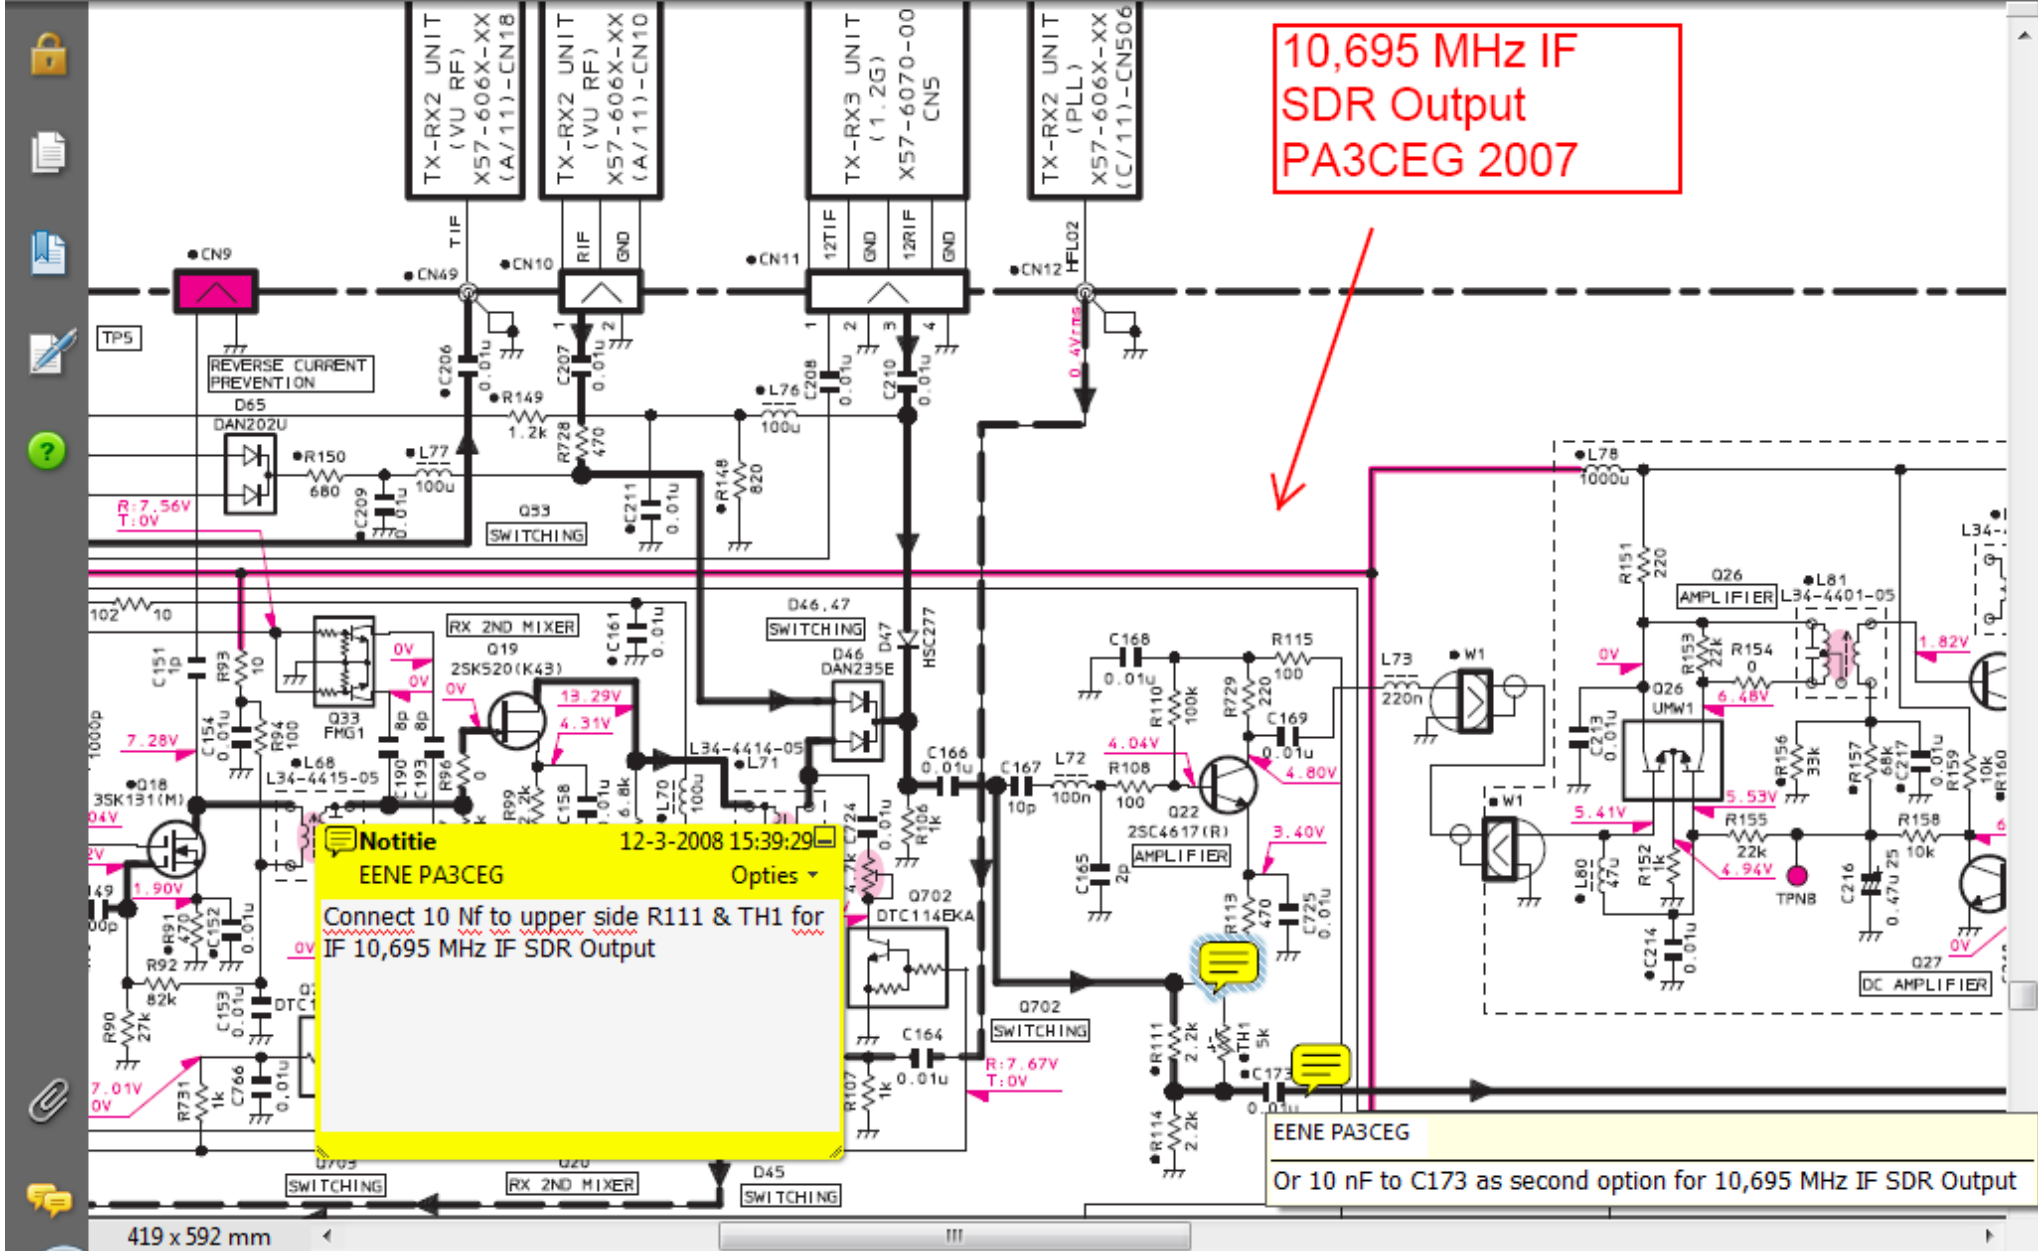 TX-RX2 UNIT
(VU RF)
X57-606X-XX
(A/11)-CN18
TX-RX2 UNIT
(VU RF)
X57-606X-XX
(A/11)-CN10
TX-RX3 UNIT
(1.2G)
X57-6070-00
CN5
TX-RX2 UNIT
(PLL)
X57-606X-XX
(C/11)-CN506
10,695 MHz IF
SDR Output
PA3CEG 2007
TIF
RIF
GND
12TIF
GND
12RIF
GND
HFLO2
CN9
CN49
CN10
CN11
CN12
1
2
1
2
3
4
TP5
REVERSE CURRENT
PREVENTION
C206
0.01u
C207
0.01u
C208
0.01u
C210
0.01u
0.4Vrms
D65
DAN202U
R149
1.2k
R728
470
L76
100u
R150
680
L77
100u
C209
0.01u
C211
0.01u
R148
820
R:7.56V
T:0V
Q33
SWITCHING
L78
1000u
R151
220
102
10
C151
1p
R93
10
0V
0V
Q33
FMG1
RX 2ND MIXER
Q19
2SK520(K43)
C161
0.01u
D46,47
SWITCHING
D47
HSC277
D46
DAN235E
0V
13.29V
4.31V
C168
0.01u
R115
100
R110
100k
R729
220
C169
0.01u
L73
220n
W1
Q26
AMPLIFIER
L81
L34-4401-05
L34-
R153
22k
R154
0
0V
Q26
UMW1
6.48V
1.82V
C213
0.01u
1000p
7.28V
C154
0.01u
R94
100
L68
L34-4415-05
C190
8p
C193
8p
R96
0
R99
2.2k
C158
0.01u
6.8k
L70
100u
L34-4414-05
L71
C166
0.01u
C167
10p
L72
100n
R108
100
4.04V
Q22
2SC4617(R)
AMPLIFIER
4.80V
3.40V
R156
33k
R157
68k
C217
0.01u
R159
10k
R160
Q18
3SK131(M)
04V
2V
1.90V
C724
0.01u
4.7k
R106
1k
C165
2p
R113
470
C725
0.01u
W1
5.41V
5.53V
R155
22k
R158
10k
L80
47u
R152
1k
4.94V
TPNB
C216
0.47u 25
C214
0.01u
0V
Q27
DC AMPLIFIER
Notitie
12-3-2008 15:39:29
EENE PA3CEG
Opties
Connect 10 Nf to upper side R111 & TH1 for
IF 10,695 MHz IF SDR Output
149
00p
R91
470
C152
0.01u
0V
R92
82k
R90
27k
C153
0.01u
DTC1
Q702
DTC114EKA
Q702
SWITCHING
C164
0.01u
R:7.67V
T:0V
R111
2.2k
TH1
5k
C173
0.01u
R114
2.2k
7.01V
0V
R731
1k
C766
0.01u
R107
1k
EENE PA3CEG
Or 10 nF to C173 as second option for 10,695 MHz IF SDR Output
Q703
SWITCHING
Q20
RX 2ND MIXER
D45
SWITCHING
419 x 592 mm